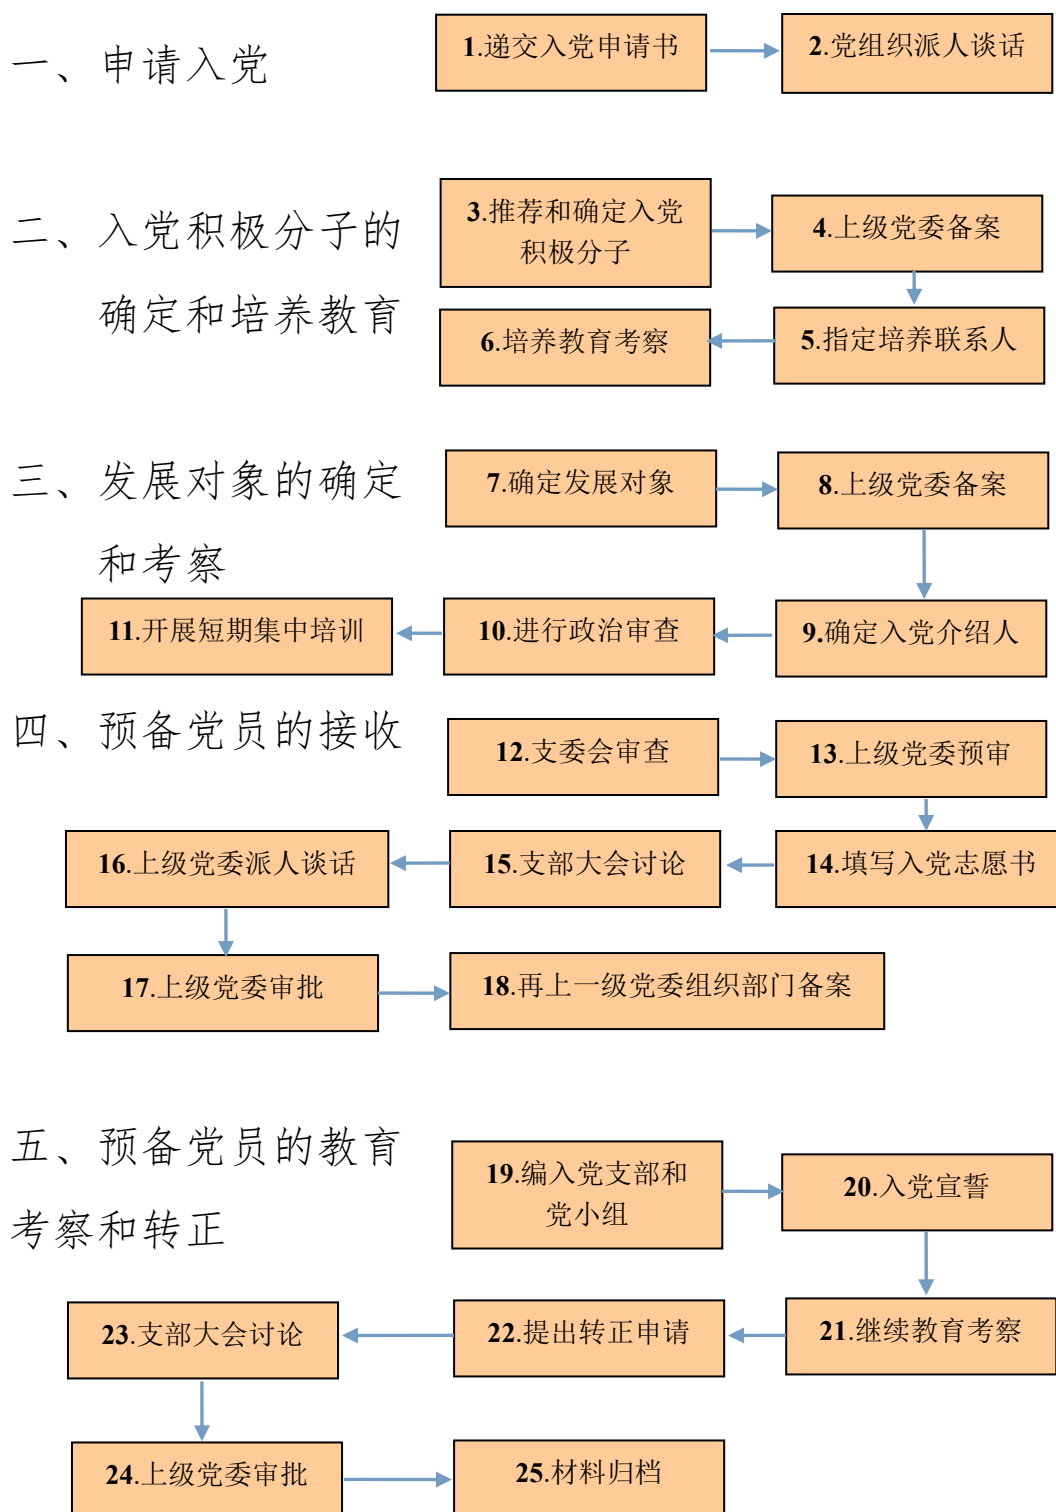 一、申请入党
1.递交入党申请书
2.党组织派人谈话
二、入党积极分子的
确定和培养教育
3.推荐和确定入党
积极分子
4.上级党委备案
5.指定培养联系人
6.培养教育考察
三、发展对象的确定
和考察
7.确定发展对象
8.上级党委备案
9.确定入党介绍人
10.进行政治审查
11.开展短期集中培训
四、预备党员的接收
12.支委会审查
13.上级党委预审
14.填写入党志愿书
15.支部大会讨论
16.上级党委派人谈话
17.上级党委审批
18.再上一级党委组织部门备案
五、预备党员的教育
考察和转正
19.编入党支部和
党小组
20.入党宣誓
21.继续教育考察
22.提出转正申请
23.支部大会讨论
24.上级党委审批
25.材料归档